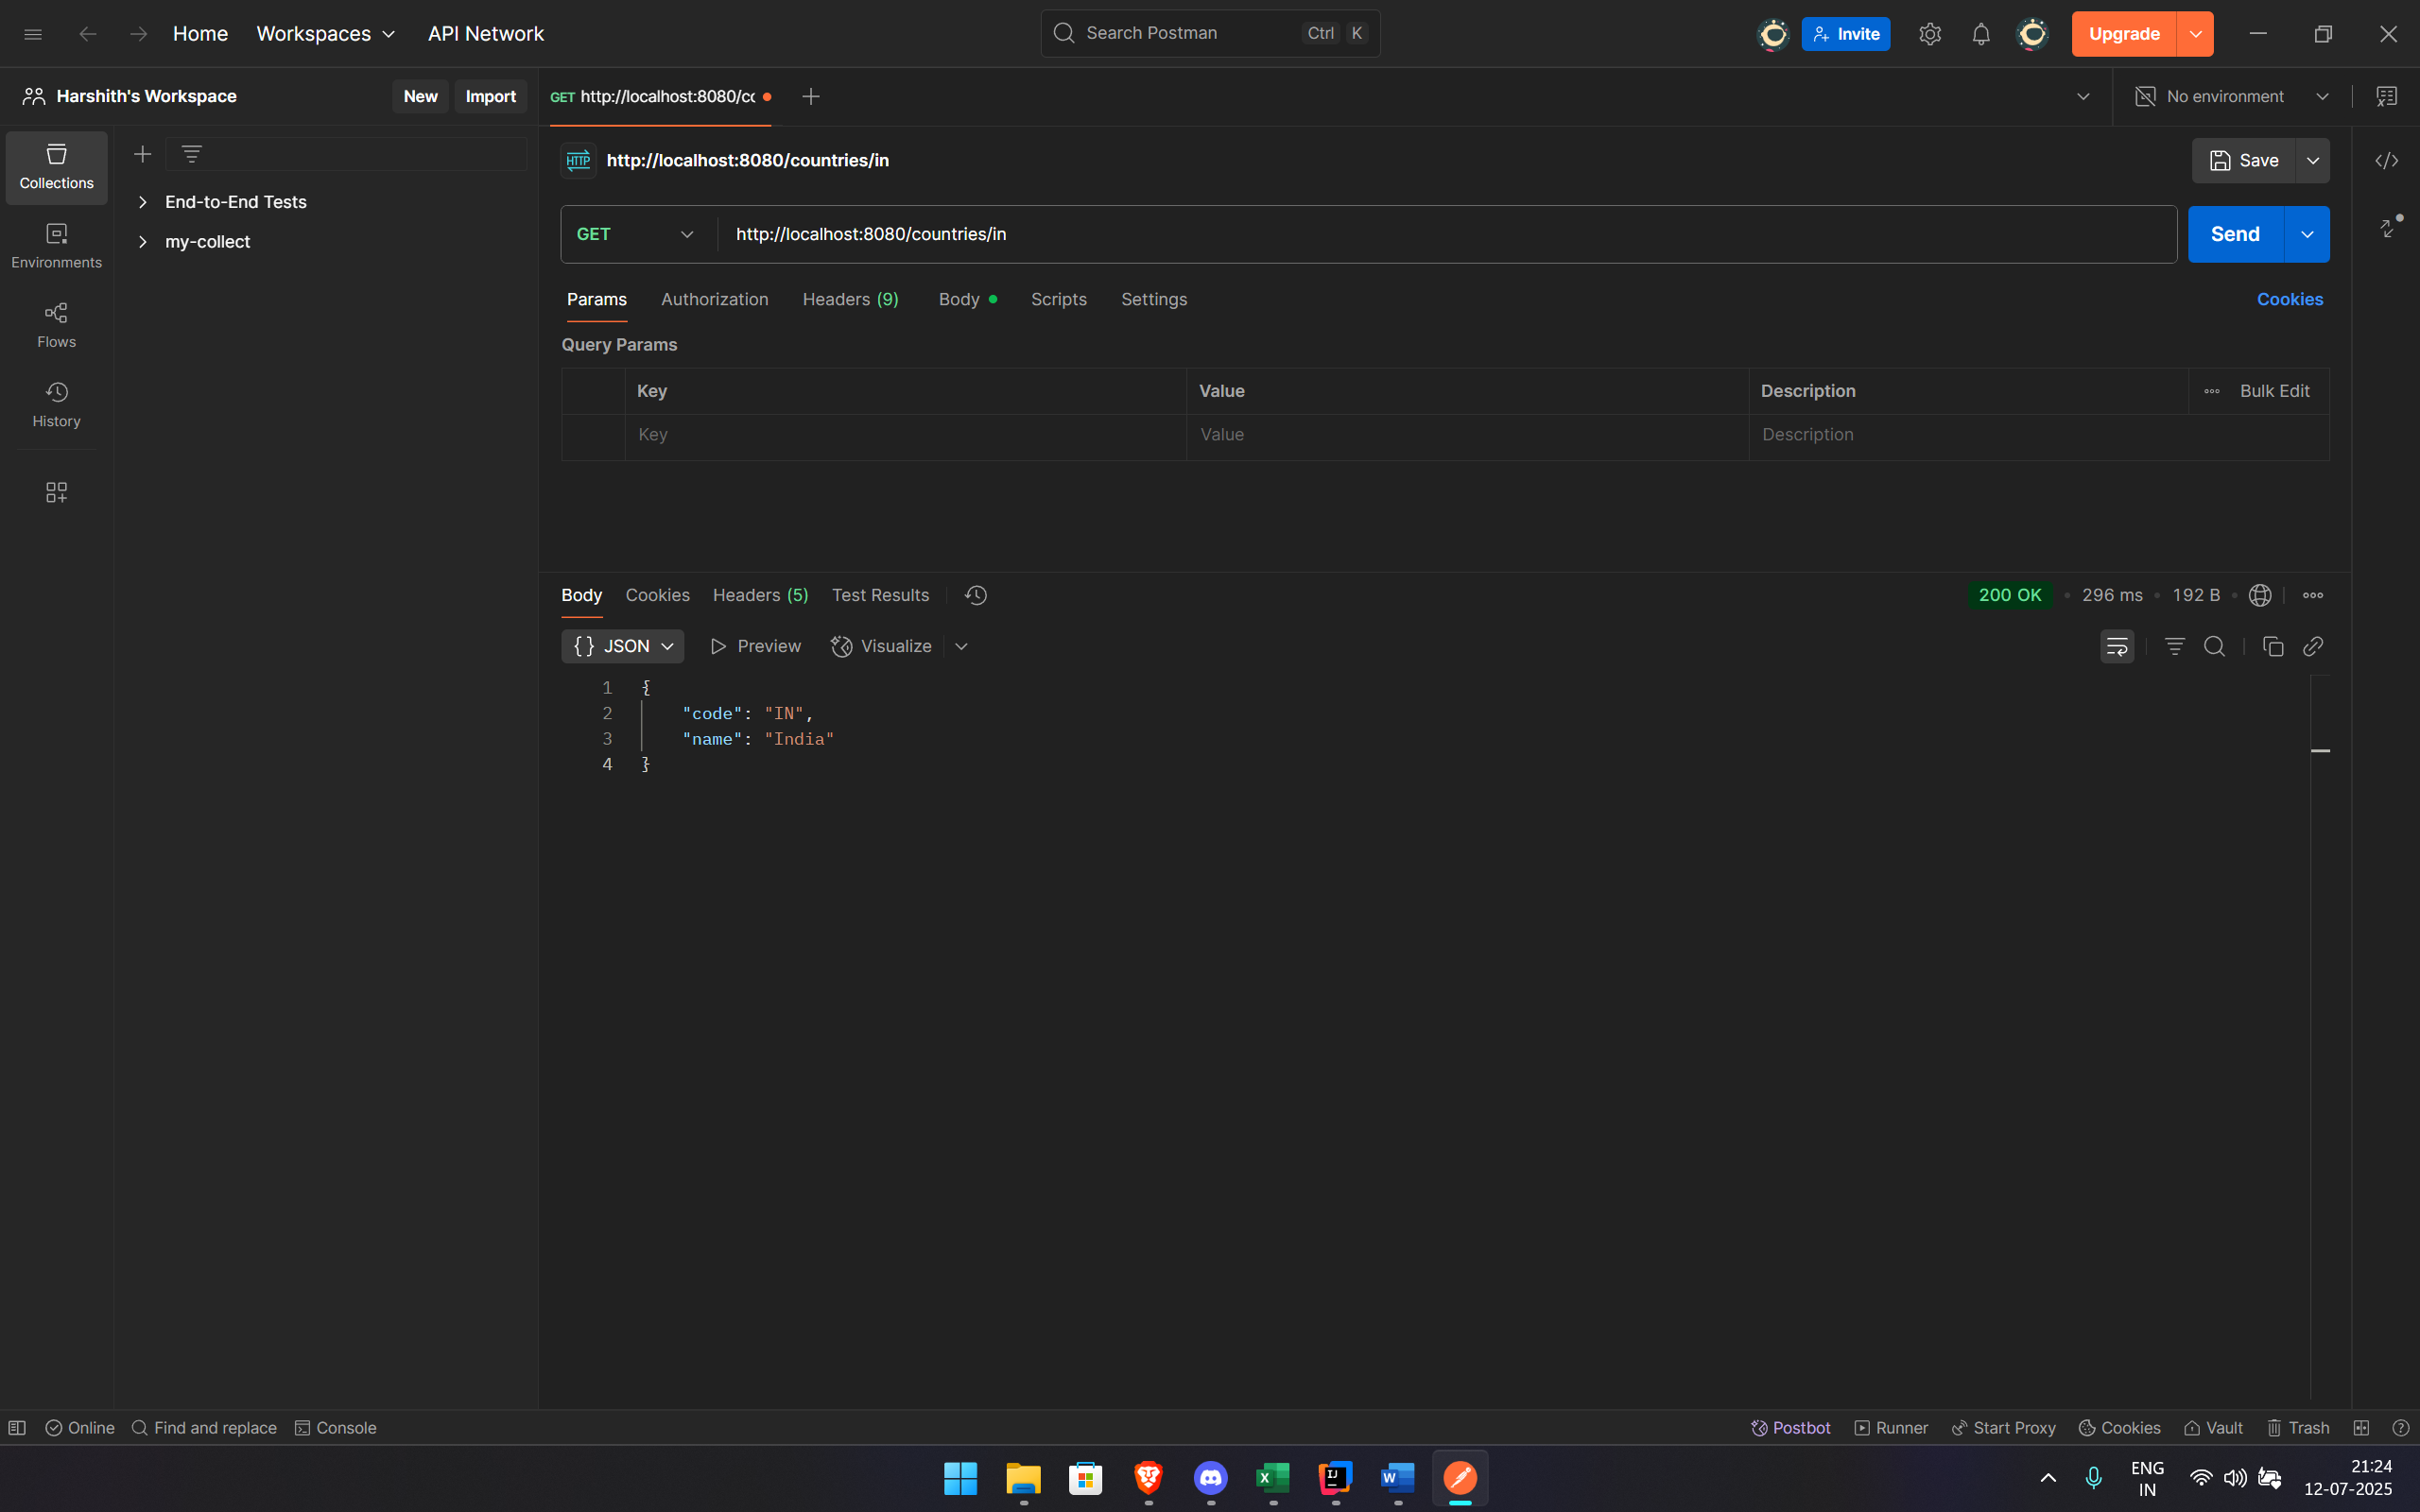 Home Workspaces API Network Search Postman Ctrl K Invite Upgrade
Harshith's Workspace New Import GET http://localhost:8080/cc No environment
Collections
Environments
Flows
History
End-to-End Tests
my-collect
HTTP http://localhost:8080/countries/in Save
GET http://localhost:8080/countries/in Send
Params Authorization Headers (9) Body Scripts Settings Cookies
Query Params
Key Value Description Bulk Edit
Key Value Description
Body Cookies Headers (5) Test Results 200 OK 296 ms 192 B
{} JSON Preview Visualize
1 {
2 "code": "IN",
3 "name": "India"
4 }
Online Find and replace Console Postbot Runner Start Proxy Cookies Vault Trash
ENG 21:24
IN 12-07-2025